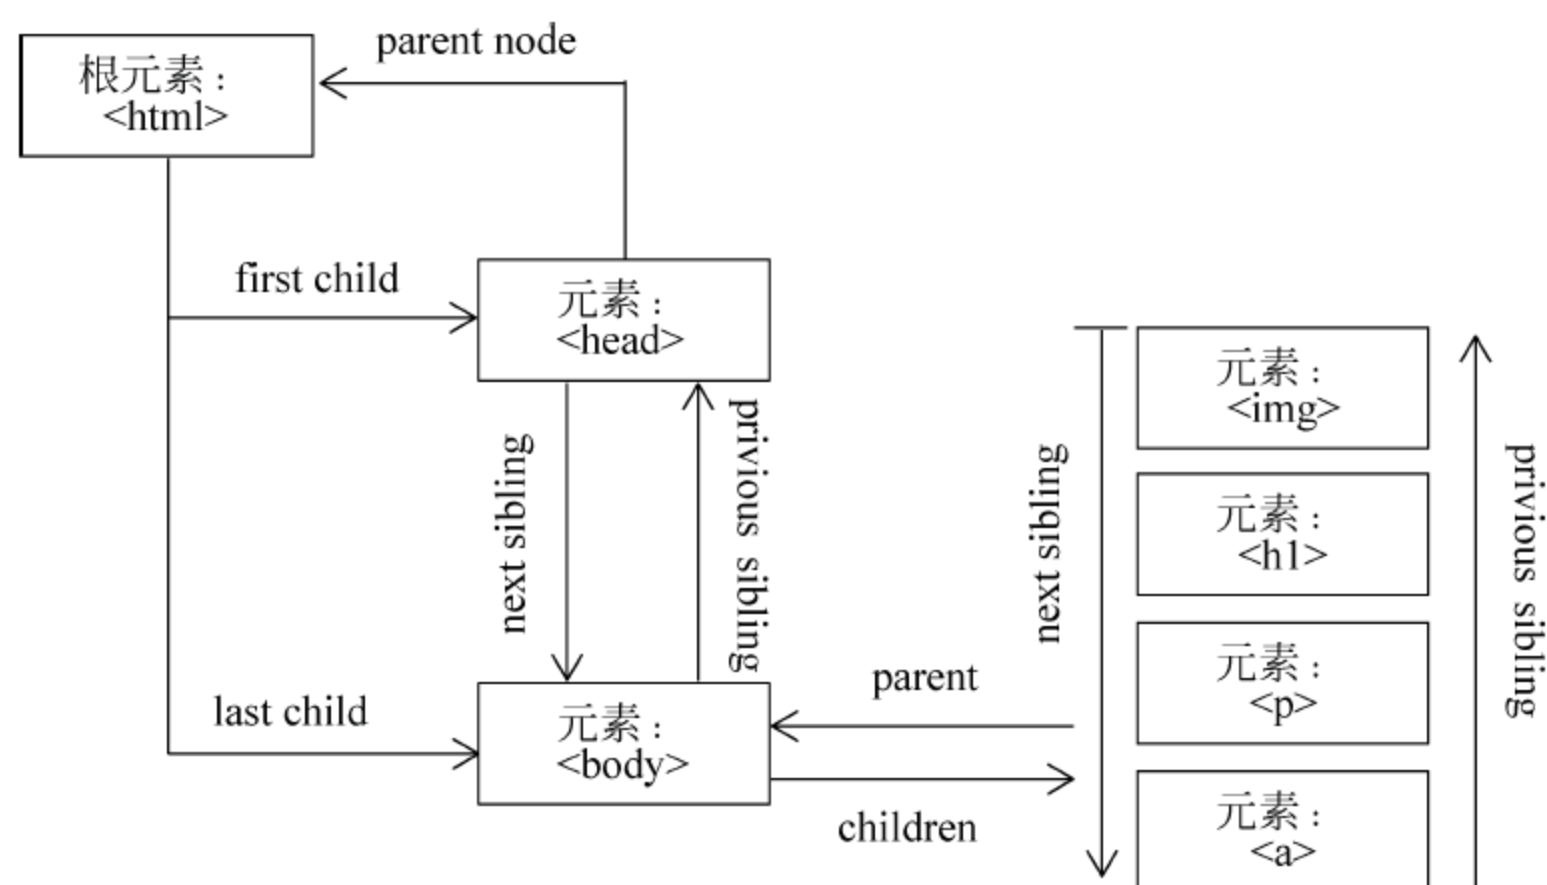 parent node
根元素：
<html>
first child
元素：
<head>
next sibling
privious sibling
last child
元素：
<body>
parent
children
next sibling
元素：
<img>
元素：
<h1>
元素：
<p>
元素：
<a>
privious sibling